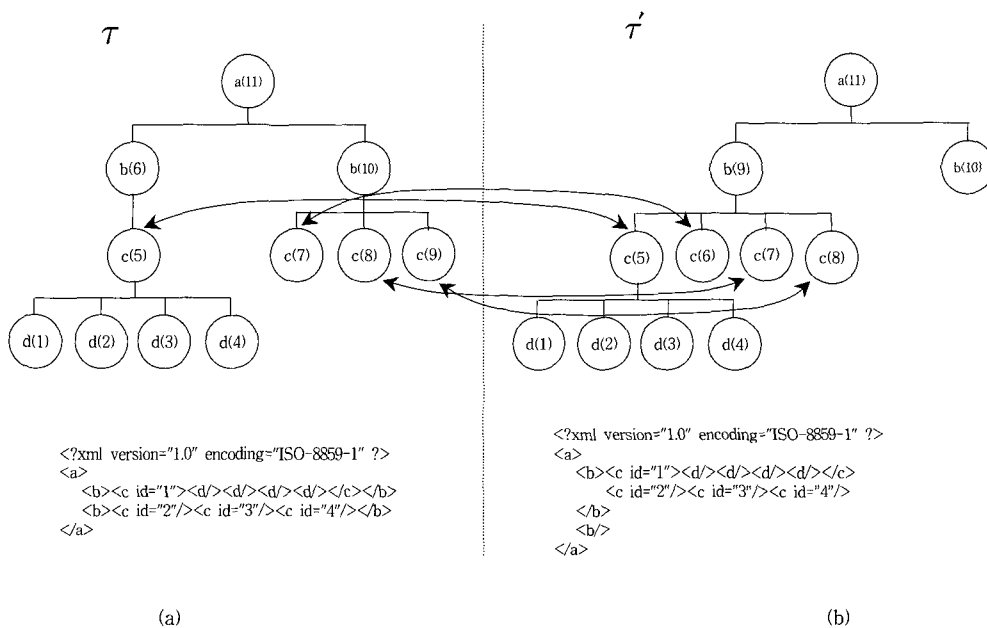 τ
τ′
a(11)
a(11)
b(6)
b(10)
b(9)
b(10)
c(5)
c(7)
c(8)
c(9)
c(5)
c(6)
c(7)
c(8)
d(1)
d(2)
d(3)
d(4)
d(1)
d(2)
d(3)
d(4)
<?xml version="1.0" encoding="ISO-8859-1" ?>
<a>
<b><c id="1"><d/><d/><d/><d/></c></b>
<b><c id="2"/><c id="3"/><c id="4"/></b>
</a>
<?xml version="1.0" encoding="ISO-8859-1" ?>
<a>
<b><c id="1"><d/><d/><d/><d/></c>
<c id="2"/><c id="3"/><c id="4"/>
</b>
<b/>
</a>
(a)
(b)